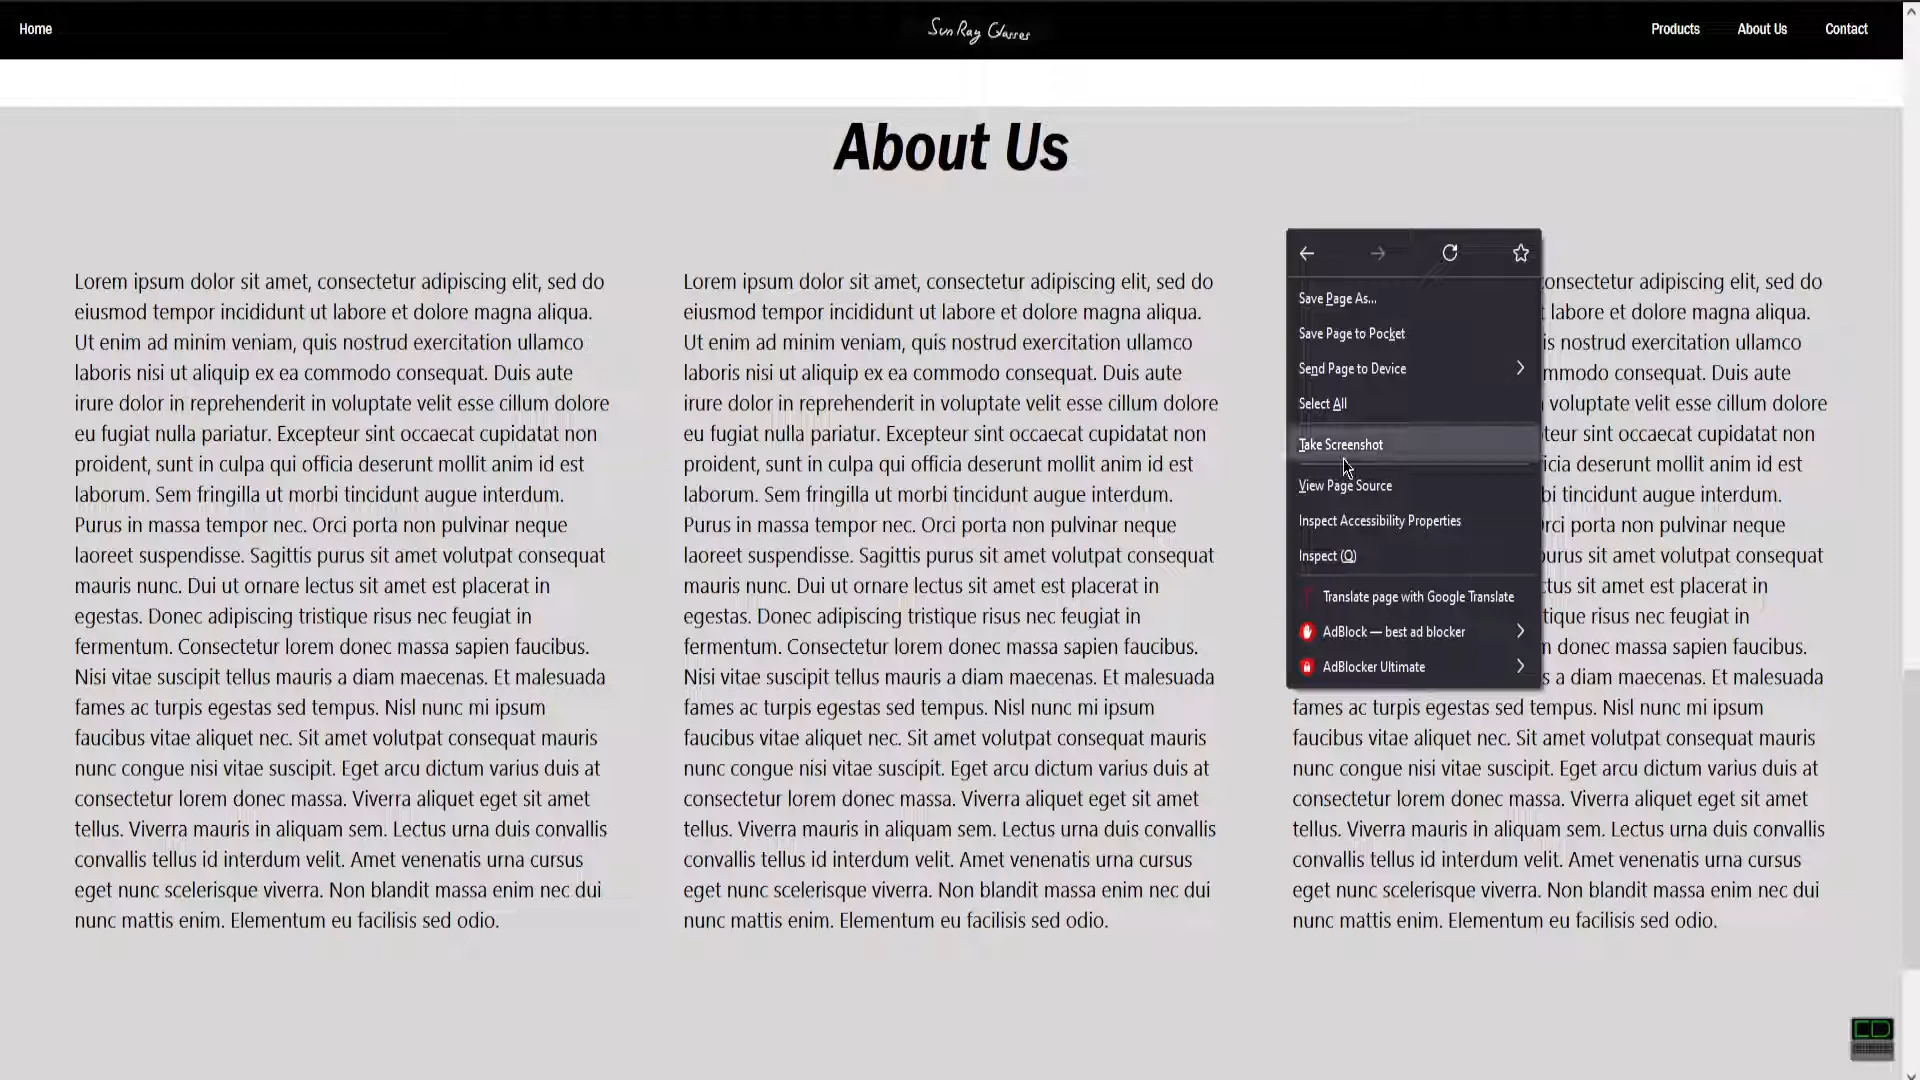 Home
SunRay Glasses
Products
About Us
Contact
About Us
Lorem ipsum dolor sit amet, consectetur adipiscing elit, sed do
eiusmod tempor incididunt ut labore et dolore magna aliqua.
Ut enim ad minim veniam, quis nostrud exercitation ullamco
laboris nisi ut aliquip ex ea commodo consequat. Duis aute
irure dolor in reprehenderit in voluptate velit esse cillum dolore
eu fugiat nulla pariatur. Excepteur sint occaecat cupidatat non
proident, sunt in culpa qui officia deserunt mollit anim id est
laborum. Sem fringilla ut morbi tincidunt augue interdum.
Purus in massa tempor nec. Orci porta non pulvinar neque
laoreet suspendisse. Sagittis purus sit amet volutpat consequat
mauris nunc. Dui ut ornare lectus sit amet est placerat in
egestas. Donec adipiscing tristique risus nec feugiat in
fermentum. Consectetur lorem donec massa sapien faucibus.
Nisi vitae suscipit tellus mauris a diam maecenas. Et malesuada
fames ac turpis egestas sed tempus. Nisl nunc mi ipsum
faucibus vitae aliquet nec. Sit amet volutpat consequat mauris
nunc congue nisi vitae suscipit. Eget arcu dictum varius duis at
consectetur lorem donec massa. Viverra aliquet eget sit amet
tellus. Viverra mauris in aliquam sem. Lectus urna duis convallis
convallis tellus id interdum velit. Amet venenatis urna cursus
eget nunc scelerisque viverra. Non blandit massa enim nec dui
nunc mattis enim. Elementum eu facilisis sed odio.
Lorem ipsum dolor sit amet, consectetur adipiscing elit, sed do
eiusmod tempor incididunt ut labore et dolore magna aliqua.
Ut enim ad minim veniam, quis nostrud exercitation ullamco
laboris nisi ut aliquip ex ea commodo consequat. Duis aute
irure dolor in reprehenderit in voluptate velit esse cillum dolore
eu fugiat nulla pariatur. Excepteur sint occaecat cupidatat non
proident, sunt in culpa qui officia deserunt mollit anim id est
laborum. Sem fringilla ut morbi tincidunt augue interdum.
Purus in massa tempor nec. Orci porta non pulvinar neque
laoreet suspendisse. Sagittis purus sit amet volutpat consequat
mauris nunc. Dui ut ornare lectus sit amet est placerat in
egestas. Donec adipiscing tristique risus nec feugiat in
fermentum. Consectetur lorem donec massa sapien faucibus.
Nisi vitae suscipit tellus mauris a diam maecenas. Et malesuada
fames ac turpis egestas sed tempus. Nisl nunc mi ipsum
faucibus vitae aliquet nec. Sit amet volutpat consequat mauris
nunc congue nisi vitae suscipit. Eget arcu dictum varius duis at
consectetur lorem donec massa. Viverra aliquet eget sit amet
tellus. Viverra mauris in aliquam sem. Lectus urna duis convallis
convallis tellus id interdum velit. Amet venenatis urna cursus
eget nunc scelerisque viverra. Non blandit massa enim nec dui
nunc mattis enim. Elementum eu facilisis sed odio.
Save Page As...
Save Page to Pocket
Send Page to Device
Select All
Take Screenshot
View Page Source
Inspect Accessibility Properties
Inspect (Q)
Translate page with Google Translate
AdBlock — best ad blocker
AdBlocker Ultimate
adipiscing elit, sed do
labore et dolore magna aliqua.
is nostrud exercitation ullamco
mmodo consequat. Duis aute
voluptate velit esse cillum dolore
teur sint occaecat cupidatat non
icia deserunt mollit anim id est
bi tincidunt augue interdum.
rci porta non pulvinar neque
purus sit amet volutpat consequat
ctus sit amet est placerat in
tique risus nec feugiat in
donec massa sapien faucibus.
s a diam maecenas. Et malesuada
fames ac turpis egestas sed tempus. Nisl nunc mi ipsum
faucibus vitae aliquet nec. Sit amet volutpat consequat mauris
nunc congue nisi vitae suscipit. Eget arcu dictum varius duis at
consectetur lorem donec massa. Viverra aliquet eget sit amet
tellus. Viverra mauris in aliquam sem. Lectus urna duis convallis
convallis tellus id interdum velit. Amet venenatis urna cursus
eget nunc scelerisque viverra. Non blandit massa enim nec dui
nunc mattis enim. Elementum eu facilisis sed odio.
CD